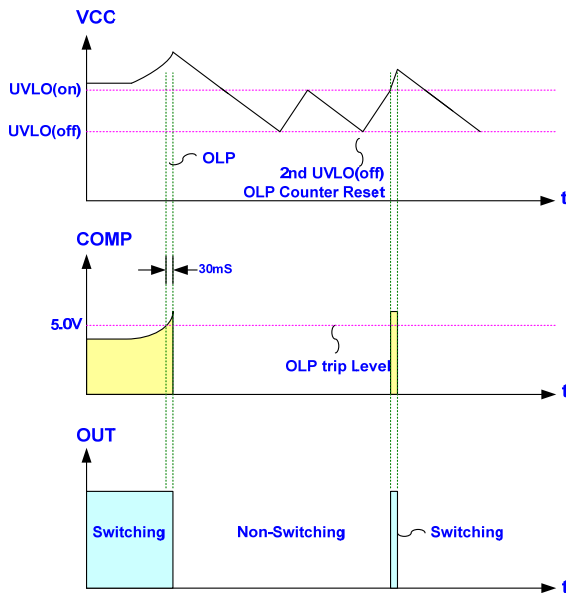 VCC
UVLO(on)
UVLO(off)
OLP
2nd UVLO(off)
OLP Counter Reset
t
COMP
30mS
5.0V
OLP trip Level
t
OUT
Switching
Non-Switching
Switching
t